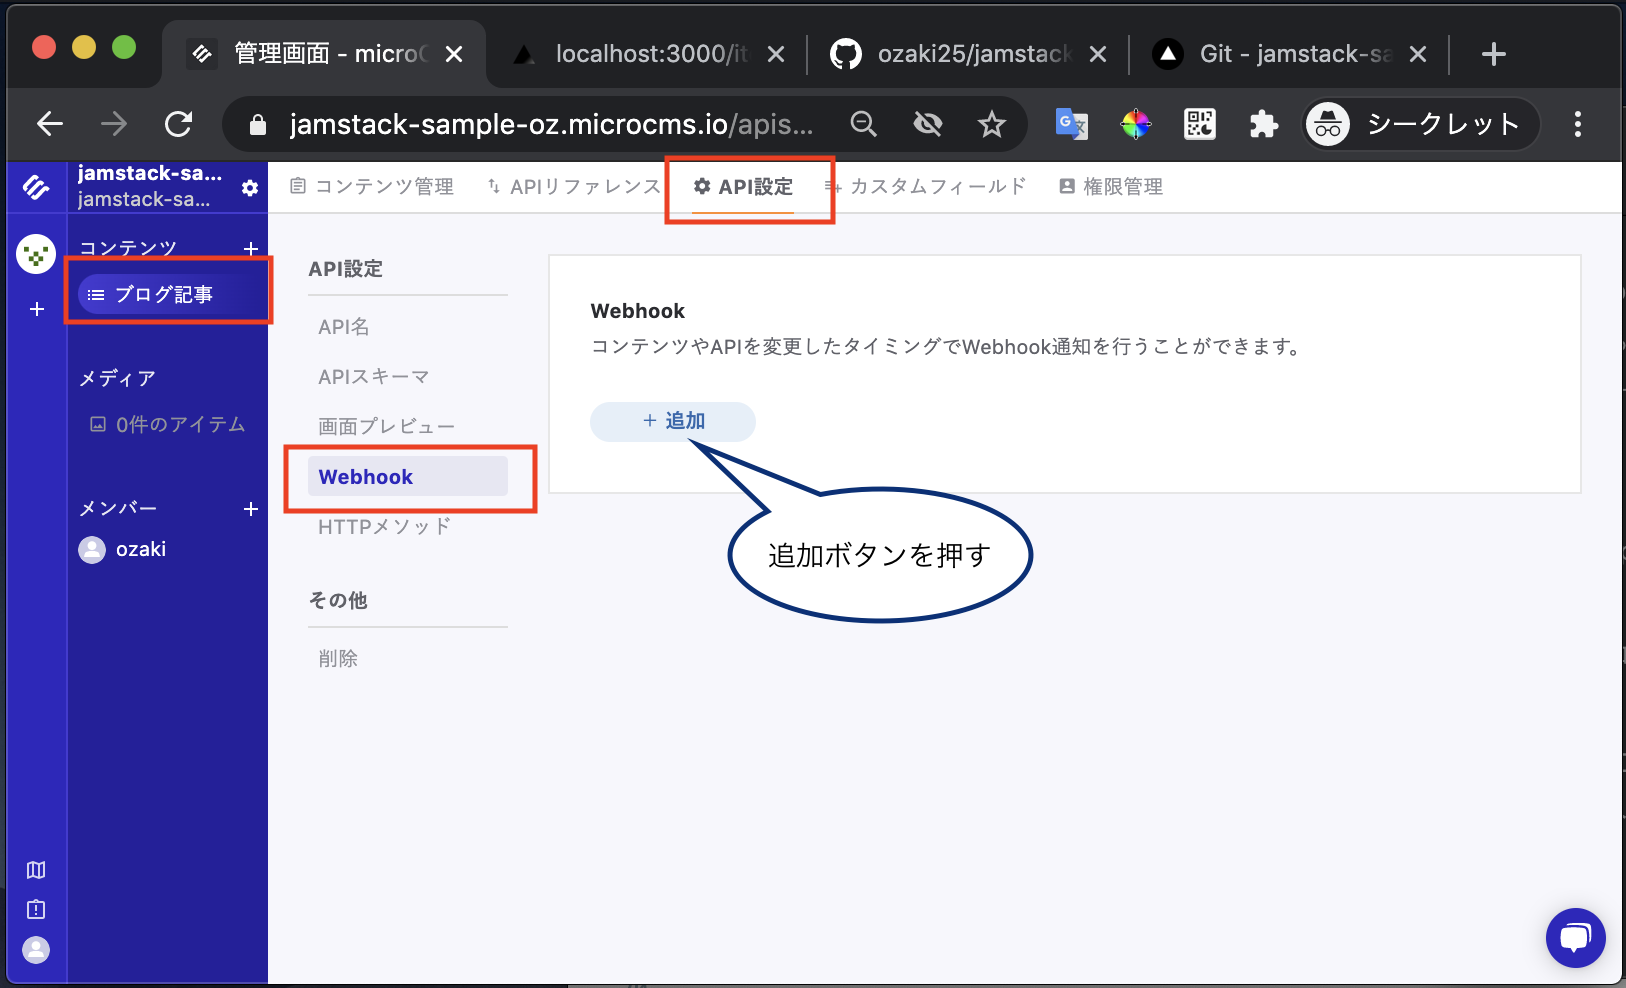 管理画面 - micro
localhost:3000/it
ozaki25/jamstack
Git - jamstack-sa
jamstack-sample-oz.microcms.io/apis...
シークレット
jamstack-sa...
jamstack-sa...
コンテンツ管理
APIリファレンス
API設定
カスタムフィールド
権限管理
コンテンツ
ブログ記事
メディア
0件のアイテム
メンバー
ozaki
API設定
API名
APIスキーマ
画面プレビュー
Webhook
HTTPメソッド
その他
削除
Webhook
コンテンツやAPIを変更したタイミングでWebhook通知を行うことができます。
+ 追加
追加ボタンを押す